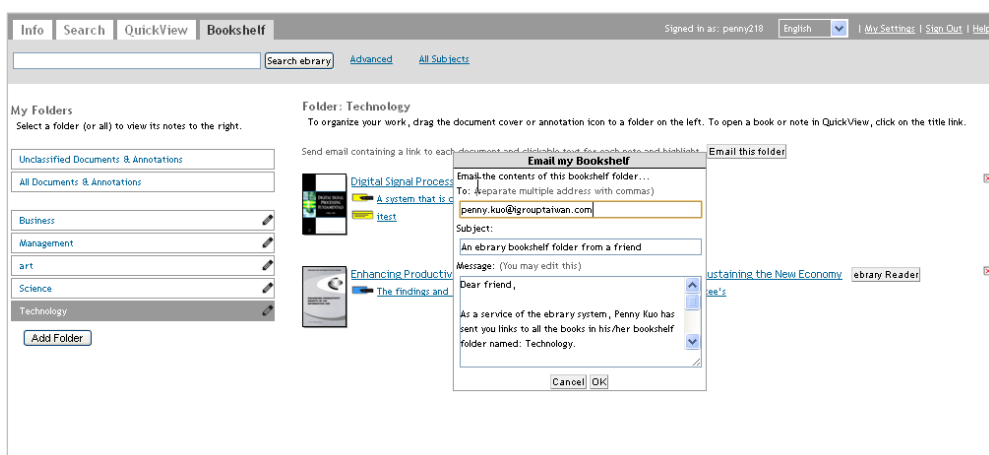 Info Search QuickView Bookshelf Signed in as: penny218 English | My Settings | Sign Out | Help
Search ebrary Advanced All Subjects
My Folders
Select a folder (or all) to view its notes to the right.
Unclassified Documents & Annotations
All Documents & Annotations
Business
Management
art
Science
Technology
Add Folder
Folder: Technology
To organize your work, drag the document cover or annotation icon to a folder on the left. To open a book or note in QuickView, click on the title link.
Send email containing a link to each document and clickable text for each note and highlight. Email this folder
Digital Signal Process
A system that is c
itest
Enhancing Productiv
ustaining the New Economy ebrary Reader
The findings and
ee's
Email my Bookshelf
Email the contents of this bookshelf folder...
To: (separate multiple address with commas)
penny.kuo@igrouptaiwan.com
Subject:
An ebrary bookshelf folder from a friend
Message: (You may edit this)
Dear friend,
As a service of the ebrary system, Penny Kuo has
sent you links to all the books in his/her bookshelf
folder named: Technology.
Cancel OK